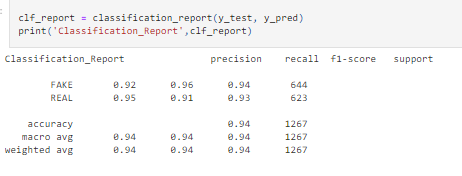 clf_report = classification_report(y_test, y_pred)
print('Classification_Report',clf_report)
Classification_Report precision recall f1-score support
FAKE 0.92 0.96 0.94 644
REAL 0.95 0.91 0.93 623
accuracy 0.94 1267
macro avg 0.94 0.94 0.94 1267
weighted avg 0.94 0.94 0.94 1267